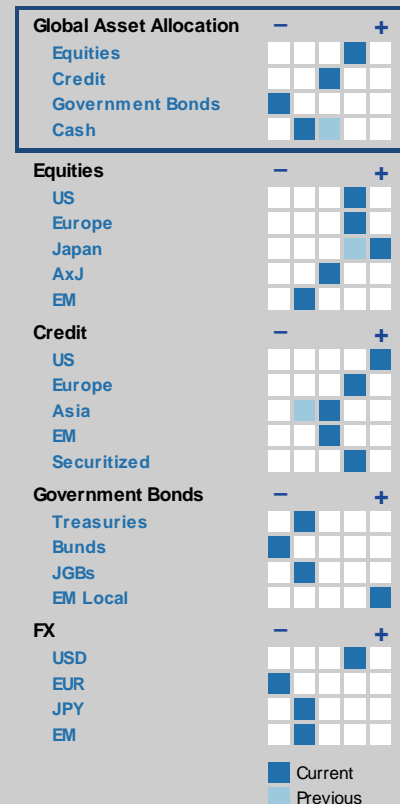 Global Asset Allocation − +
Equities
Credit
Government Bonds
Cash
Equities − +
US
Europe
Japan
AxJ
EM
Credit − +
US
Europe
Asia
EM
Securitized
Government Bonds − +
Treasuries
Bunds
JGBs
EM Local
FX − +
USD
EUR
JPY
EM
Current
Previous